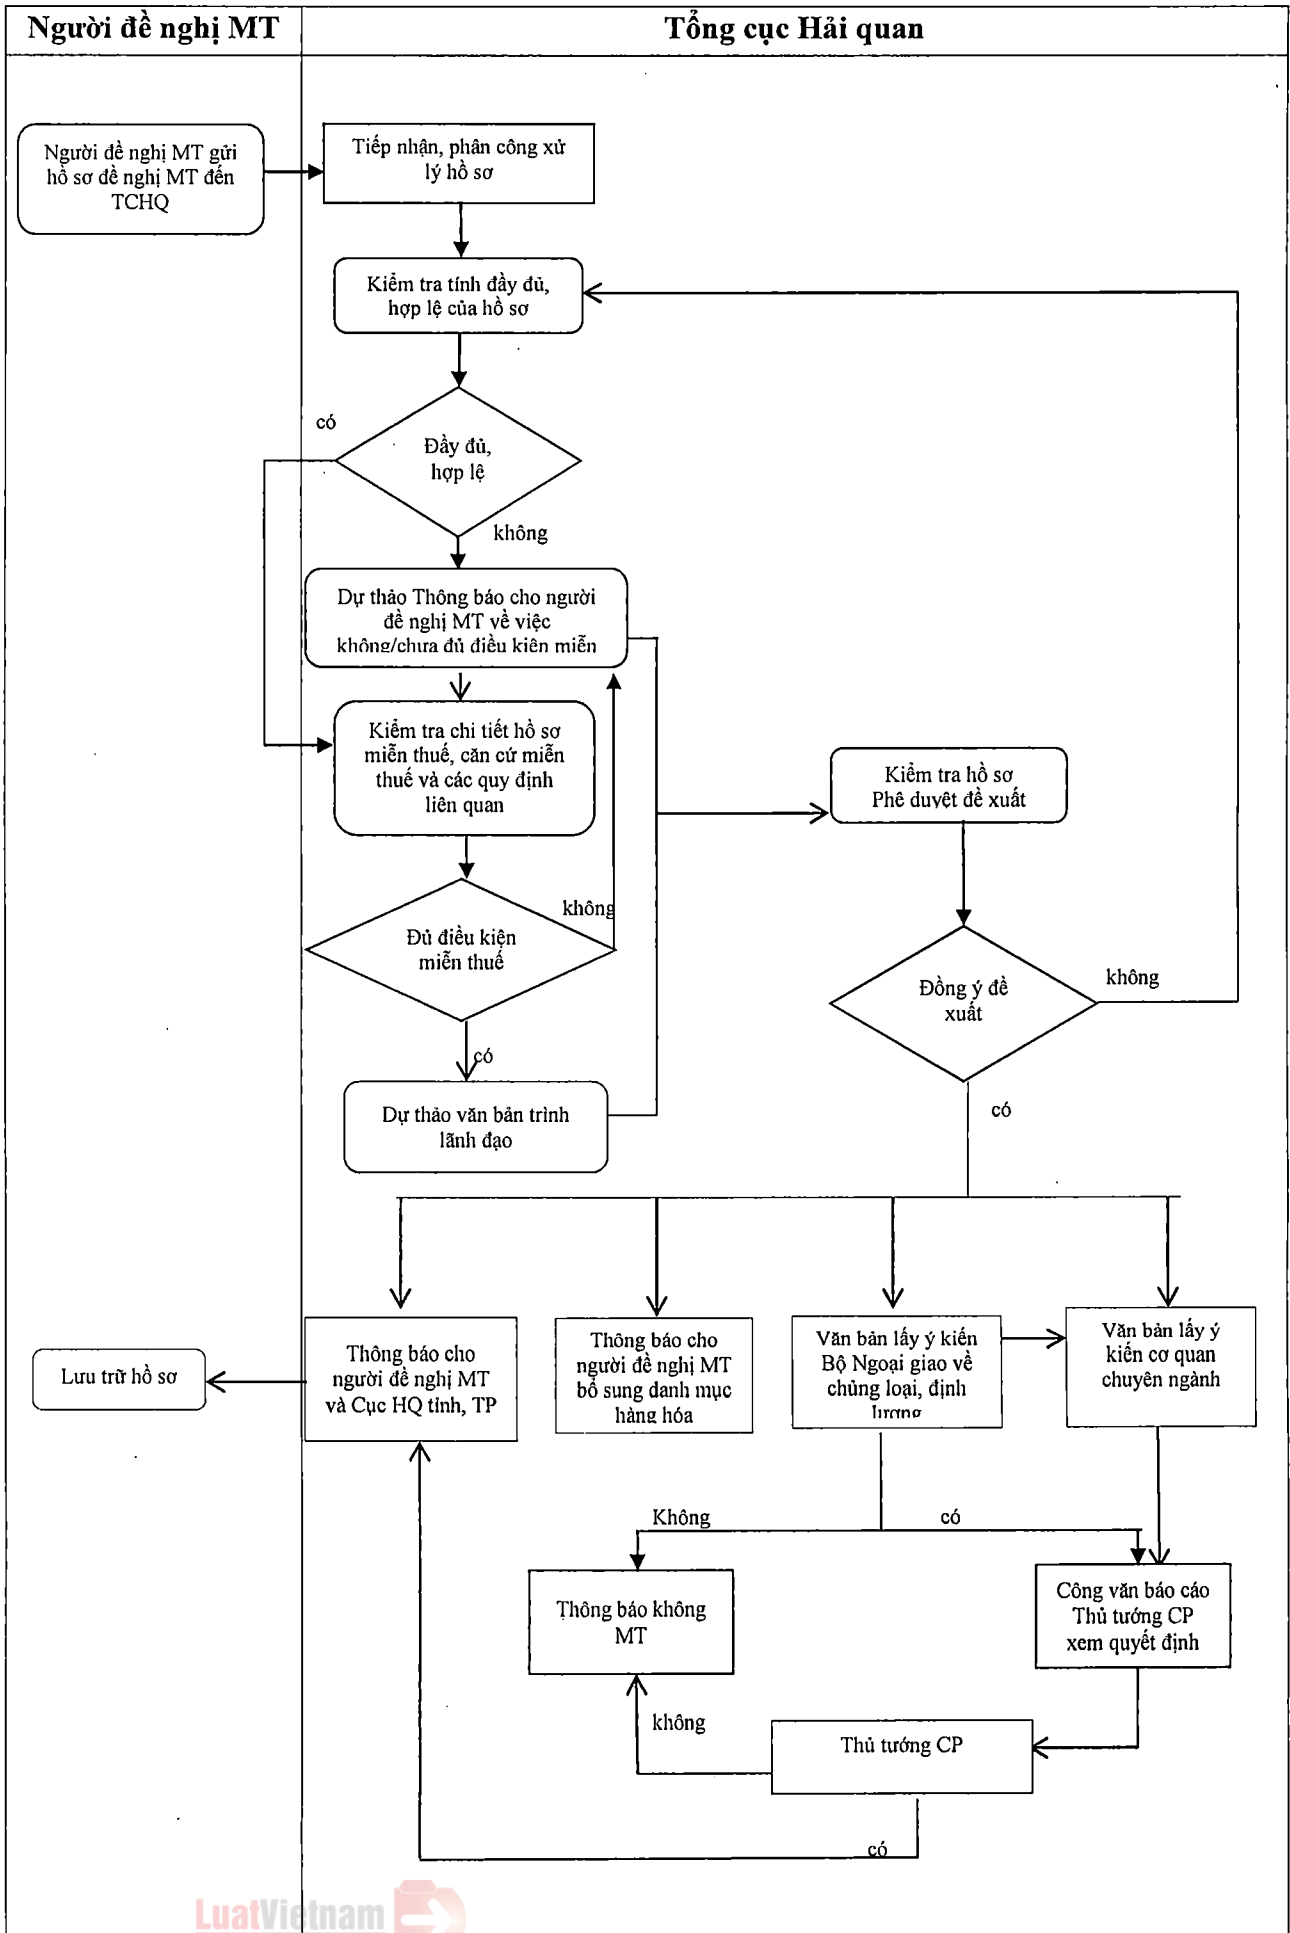 Người đề nghị MT
Tổng cục Hải quan
Người đề nghị MT gửi
hồ sơ đề nghị MT đến
TCHQ
Tiếp nhận, phân công xử
lý hồ sơ
Kiểm tra tính đầy đủ,
hợp lệ của hồ sơ
có
Đầy đủ,
hợp lệ
không
Dự thảo Thông báo cho người
đề nghị MT về việc
không/chưa đủ điều kiện miễn
Kiểm tra chi tiết hồ sơ
miễn thuế, căn cứ miễn
thuế và các quy định
liên quan
Kiểm tra hồ sơ
Phê duyệt đề xuất
không
Đủ điều kiện
miễn thuế
Đồng ý đề
xuất
không
có
Dự thảo văn bản trình
lãnh đạo
có
Lưu trữ hồ sơ
Thông báo cho
người đề nghị MT
và Cục HQ tỉnh, TP
Thông báo cho
người đề nghị MT
bổ sung danh mục
hàng hóa
Văn bản lấy ý kiến
Bộ Ngoại giao về
chủng loại, định
lượng
Văn bản lấy ý
kiến cơ quan
chuyên ngành
Không
có
Thông báo không
MT
Công văn báo cáo
Thủ tướng CP
xem quyết định
không
Thủ tướng CP
có
LuatVietnam